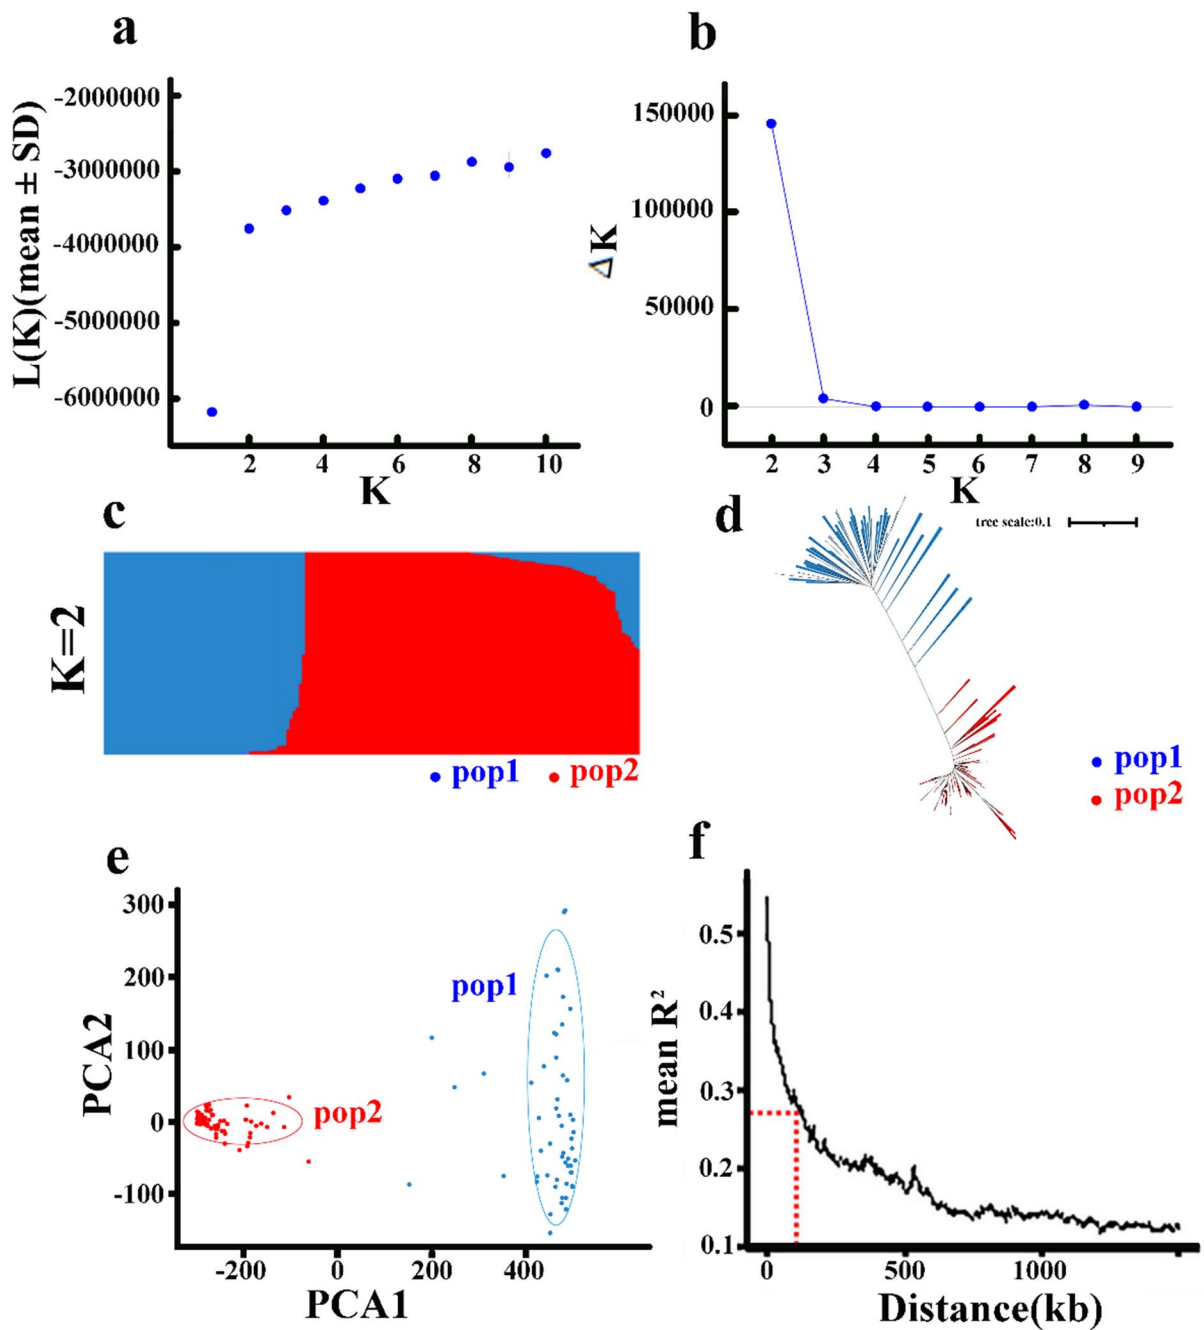 a
L(K)(mean ± SD)
-2000000
-3000000
-4000000
-5000000
-6000000
2 4 6 8 10
K
b
ΔK
150000
100000
50000
0
2 3 4 5 6 7 8 9
K
c
K=2
pop1 pop2
d
tree scale:0.1
pop1
pop2
e
PCA2
300
200
100
0
-100
pop1
pop2
-200 0 200 400
PCA1
f
mean R²
0.5
0.4
0.3
0.2
0.1
0 500 1000
Distance(kb)